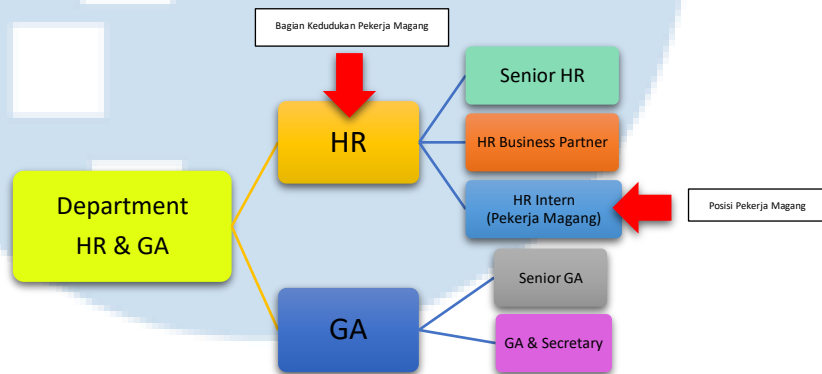 Bagian Kedudukan Pekerja Magang
Senior HR
HR
HR Business Partner
HR Intern
(Pekerja Magang)
Posisi Pekerja Magang
Department
HR & GA
Senior GA
GA
GA & Secretary